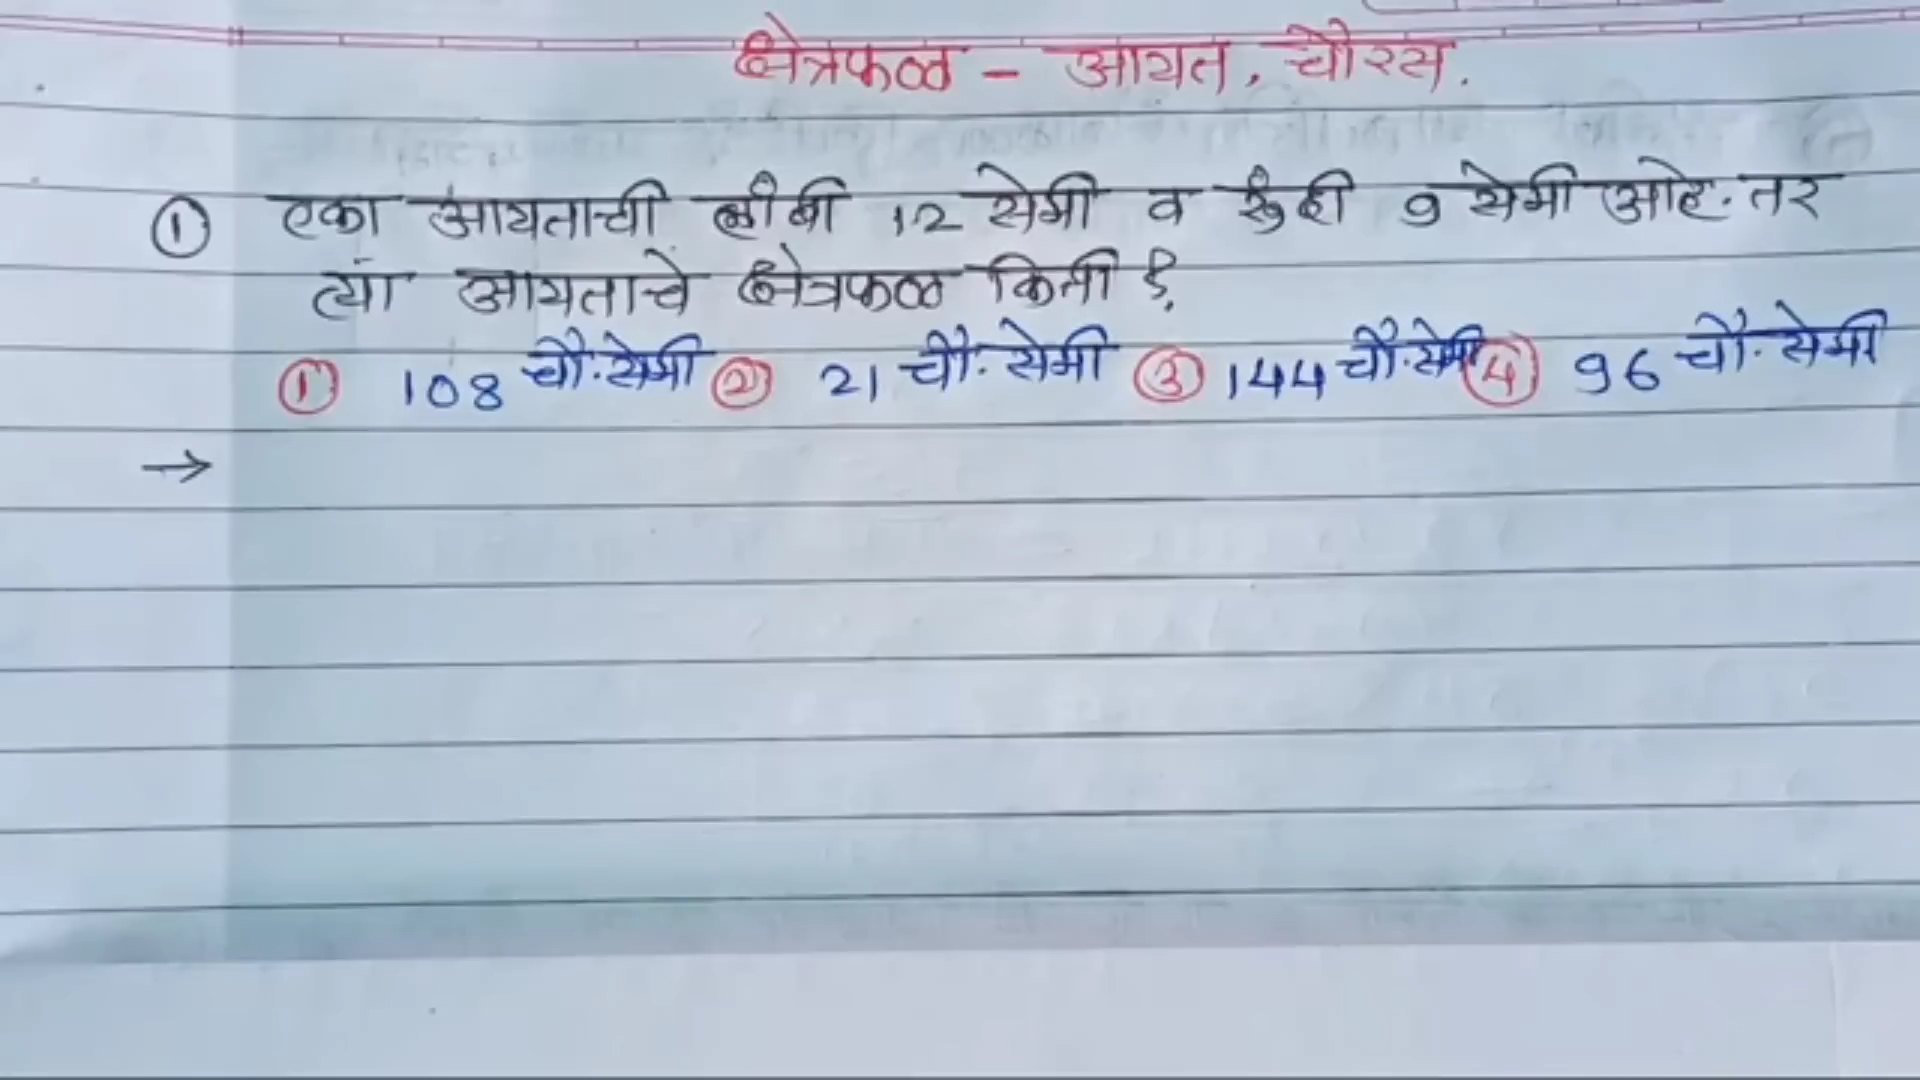 क्षेत्रफळ - आयत, चौरस.
① एका आयताची लांबी 12 सेमी व रुंदी 9 सेमी आहे. तर
त्या आयताचे क्षेत्रफळ किती ?
① 108 चौ.सेमी ② 21 चौ. सेमी ③ 144 चौ.सेमी ④ 96 चौ. सेमी
→